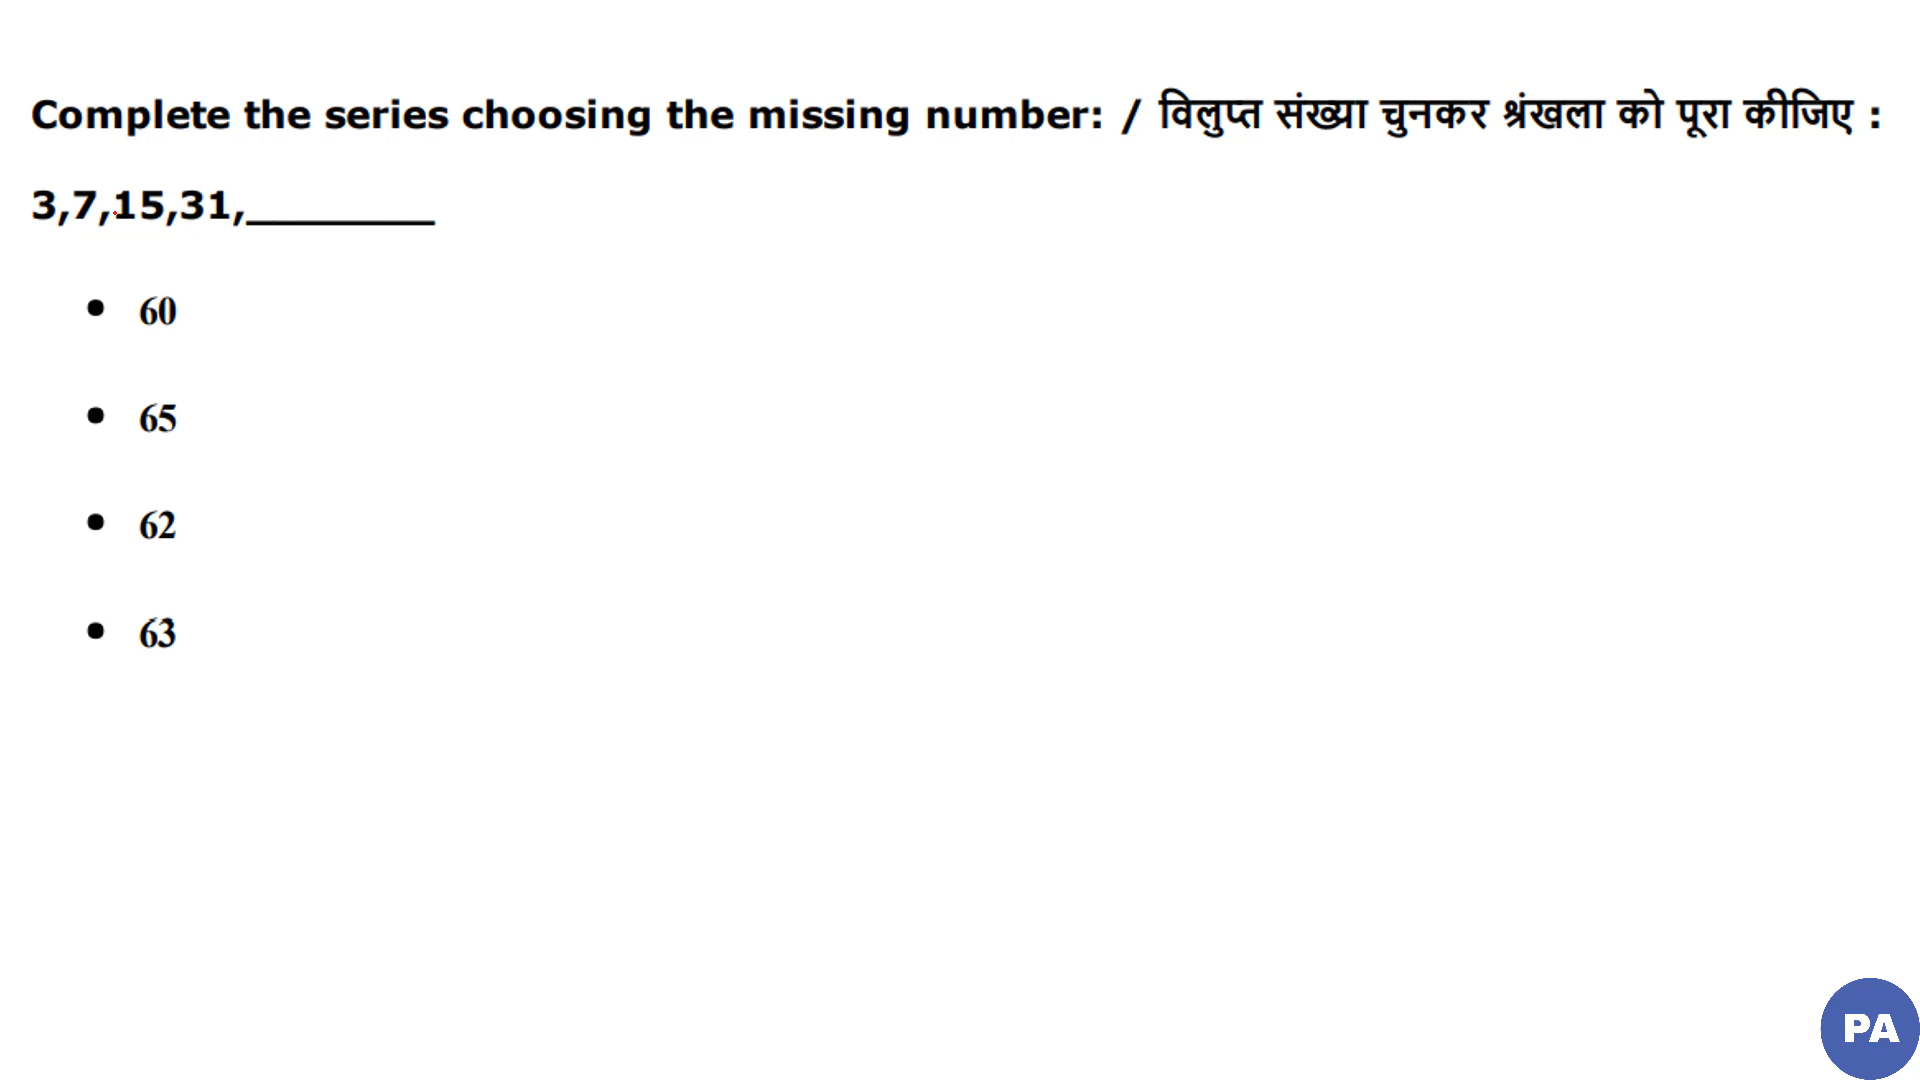 Complete the series choosing the missing number: / विलुप्त संख्या चुनकर श्रंखला को पूरा कीजिए :
3,7,15,31,________
• 60
• 65
• 62
• 63
PA